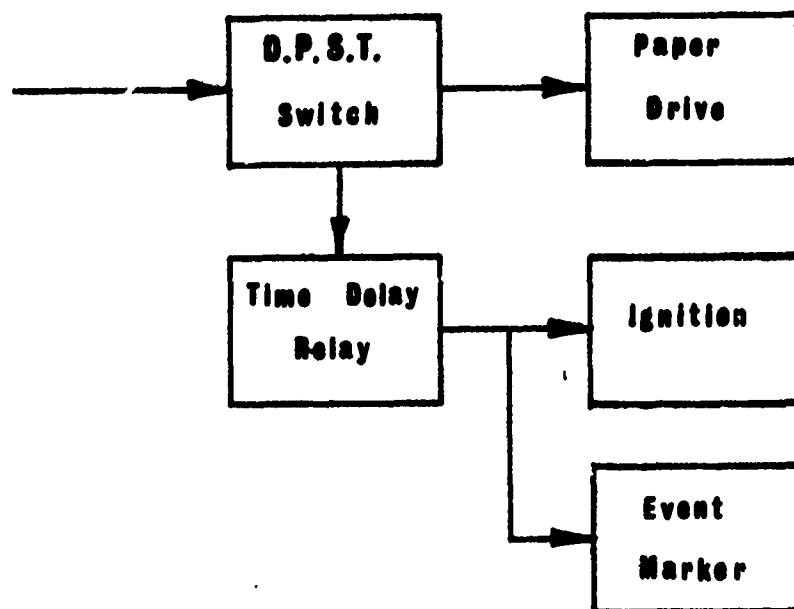 D.P.S.T.
Switch
Paper
Drive
Time Delay
Relay
Ignition
Event
Marker